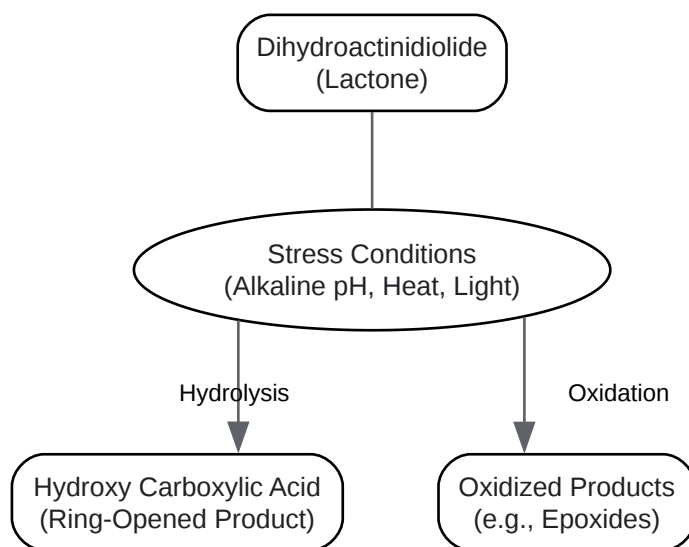 Dihydroactinidiolide
(Lactone)
Stress Conditions
(Alkaline pH, Heat, Light)
Hydrolysis
Oxidation
Hydroxy Carboxylic Acid
(Ring-Opened Product)
Oxidized Products
(e.g., Epoxides)